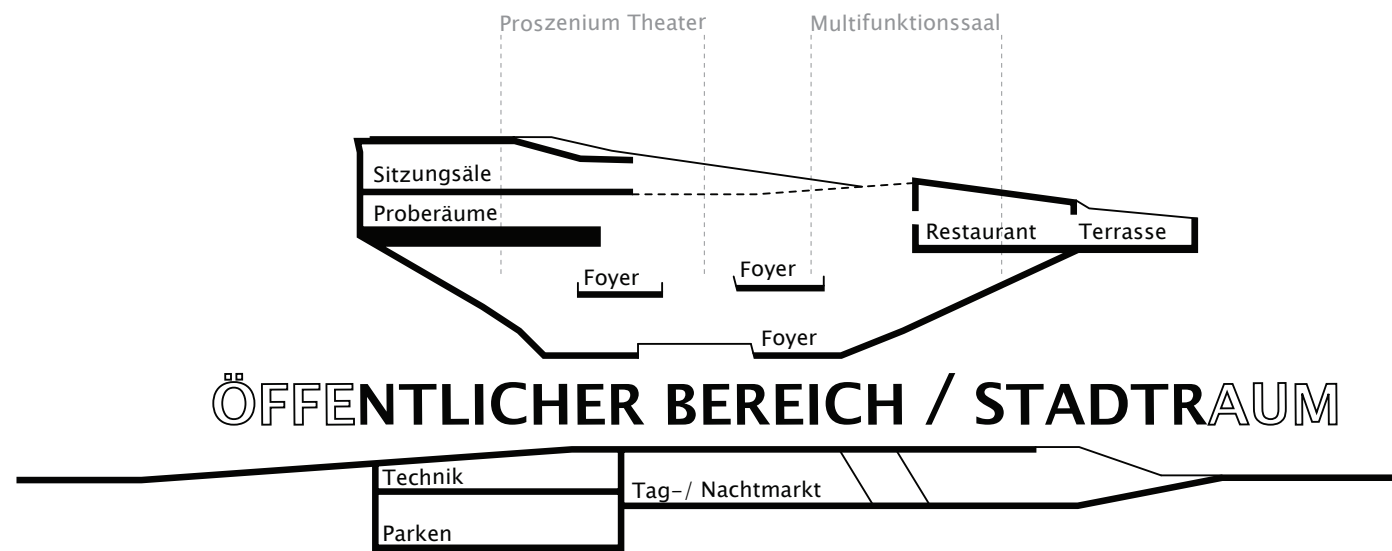 Proszenium Theater
Multifunktionssaal
Sitzungsäle
Proberäume
Restaurant
Terrasse
Foyer
Foyer
Foyer
ÖFFENTLICHER BEREICH / STADTRAUM
Technik
Tag-/ Nachtmarkt
Parken